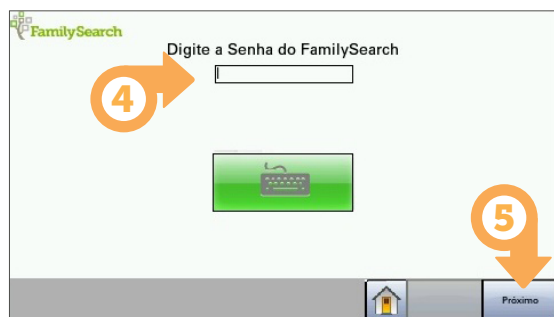 FamilySearch
Digite a Senha do FamilySearch
4
5
Próximo